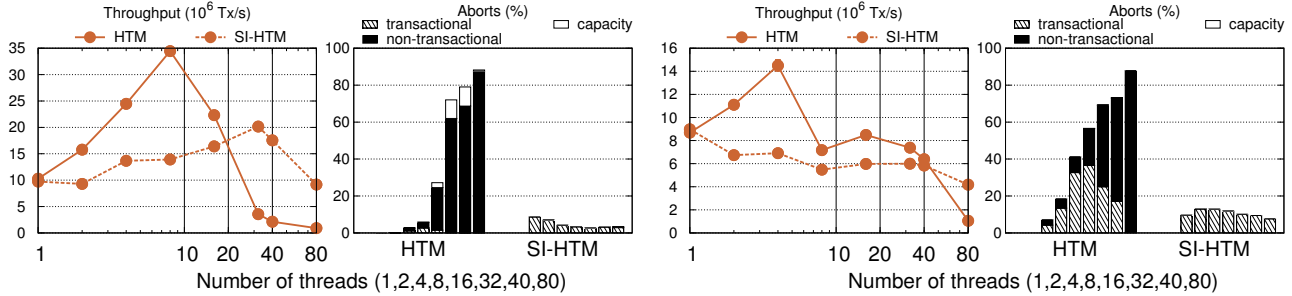 Throughput (10⁶ Tx/s)
HTM SI-HTM
35
30
25
20
15
10
5
0
1 10 20 40 80
Aborts (%)
transactional capacity
non-transactional
100
80
60
40
20
0
HTM SI-HTM
Number of threads (1,2,4,8,16,32,40,80)
Throughput (10⁶ Tx/s)
HTM SI-HTM
16
14
12
10
8
6
4
2
0
1 10 20 40 80
Aborts (%)
transactional capacity
non-transactional
100
80
60
40
20
0
HTM SI-HTM
Number of threads (1,2,4,8,16,32,40,80)